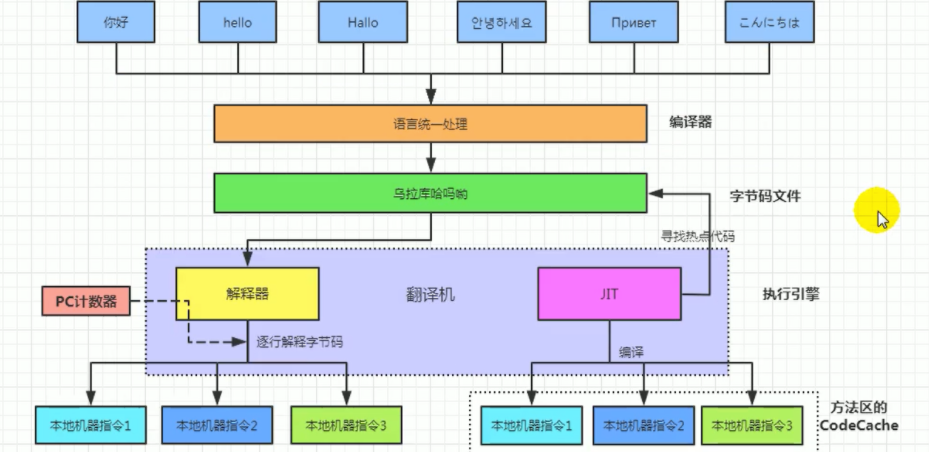 你好
hello
Hallo
안녕하세요
Привет
こんにちは
语言统一处理
编译器
乌拉库哈吗呦
字节码文件
寻找热点代码
解释器
翻译机
JIT
执行引擎
PC计数器
逐行解释字节码
编译
本地机器指令1
本地机器指令2
本地机器指令3
本地机器指令1
本地机器指令2
本地机器指令3
方法区的
CodeCache